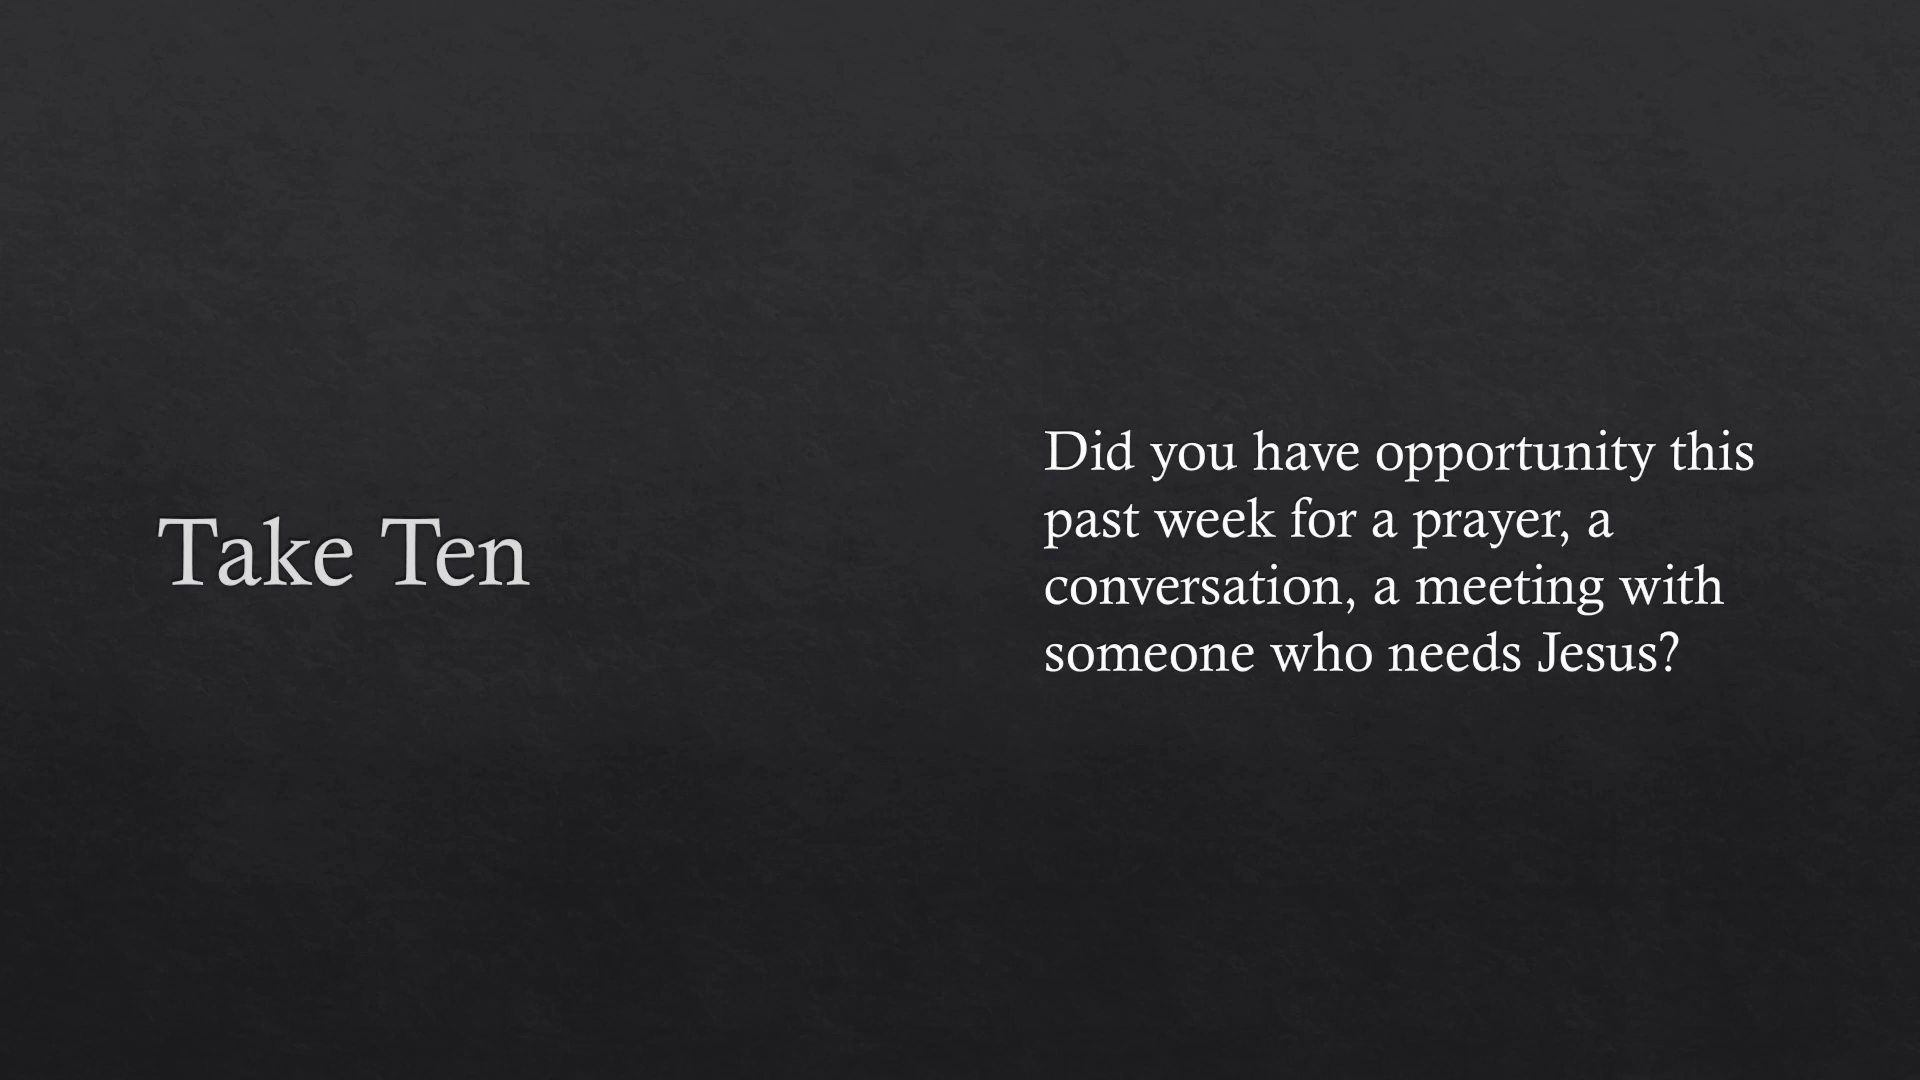 Take Ten
Did you have opportunity this
past week for a prayer, a
conversation, a meeting with
someone who needs Jesus?